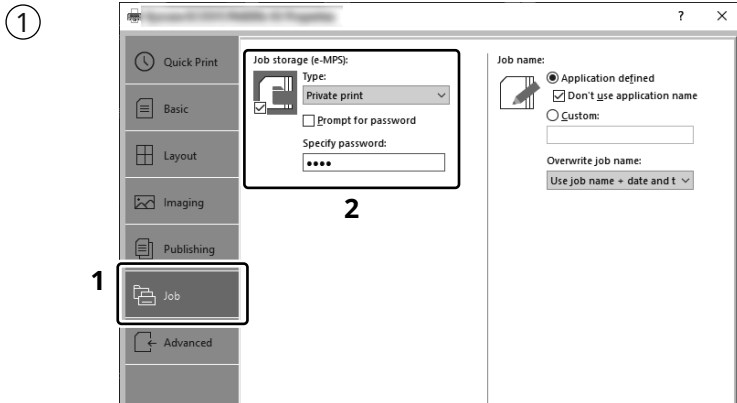 1
? ×
Quick Print
Basic
Layout
Imaging
Publishing
1
Job
Advanced
Job storage (e-MPS):
Type:
Private print
Prompt for password
Specify password:
••••
2
Job name:
Application defined
Don't use application name
Custom:
Overwrite job name:
Use job name + date and t